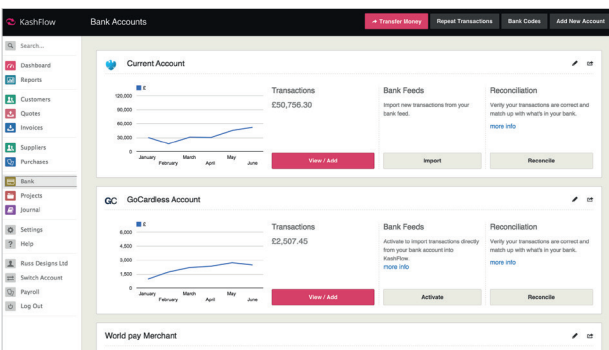 KashFlow
Bank Accounts
Transfer Money
Repeat Transactions
Bank Codes
Add New Account
Search...
Dashboard
Reports
Customers
Quotes
Invoices
Suppliers
Purchases
Bank
Projects
Journal
Settings
? Help
Russ Designs Ltd
Switch Account
Payroll
Log Out
Current Account
£
120,000
90,000
60,000
30,000
0
January
February
March
April
May
June
Transactions
£50,756.30
View / Add
Bank Feeds
Import new transactions from your
bank feed.
Import
Reconciliation
Verify your transactions are correct and
match up with what's in your bank.
more info
Reconcile
GC GoCardless Account
£
6,000
4,500
3,000
1,500
0
January
February
March
April
May
June
Transactions
£2,507.45
View / Add
Bank Feeds
Activate to import transactions directly
from your bank account into
KashFlow.
more info
Activate
Reconciliation
Verify your transactions are correct and
match up with what's in your bank.
more info
Reconcile
World pay Merchant